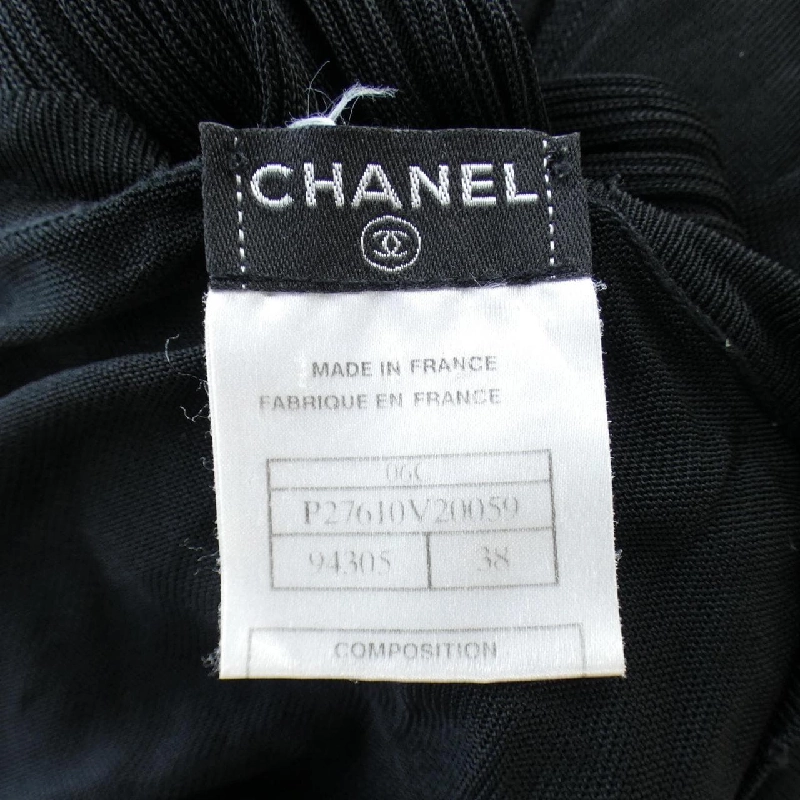 CHANEL
MADE IN FRANCE
FABRIQUE EN FRANCE
06C
P27610V20059
94305 38
COMPOSITION